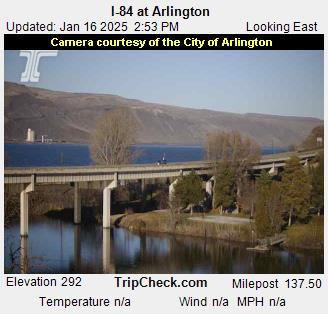 I-84 at Arlington
Updated: Jan 16 2025 2:53 PM Looking East
Camera courtesy of the City of Arlington
Elevation 292 TripCheck.com Milepost 137.50
Temperature n/a Wind n/a MPH n/a